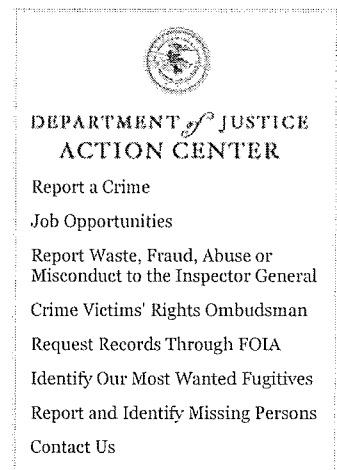 DEPARTMENT of JUSTICE
ACTION CENTER
Report a Crime
Job Opportunities
Report Waste, Fraud, Abuse or
Misconduct to the Inspector General
Crime Victims' Rights Ombudsman
Request Records Through FOIA
Identify Our Most Wanted Fugitives
Report and Identify Missing Persons
Contact Us